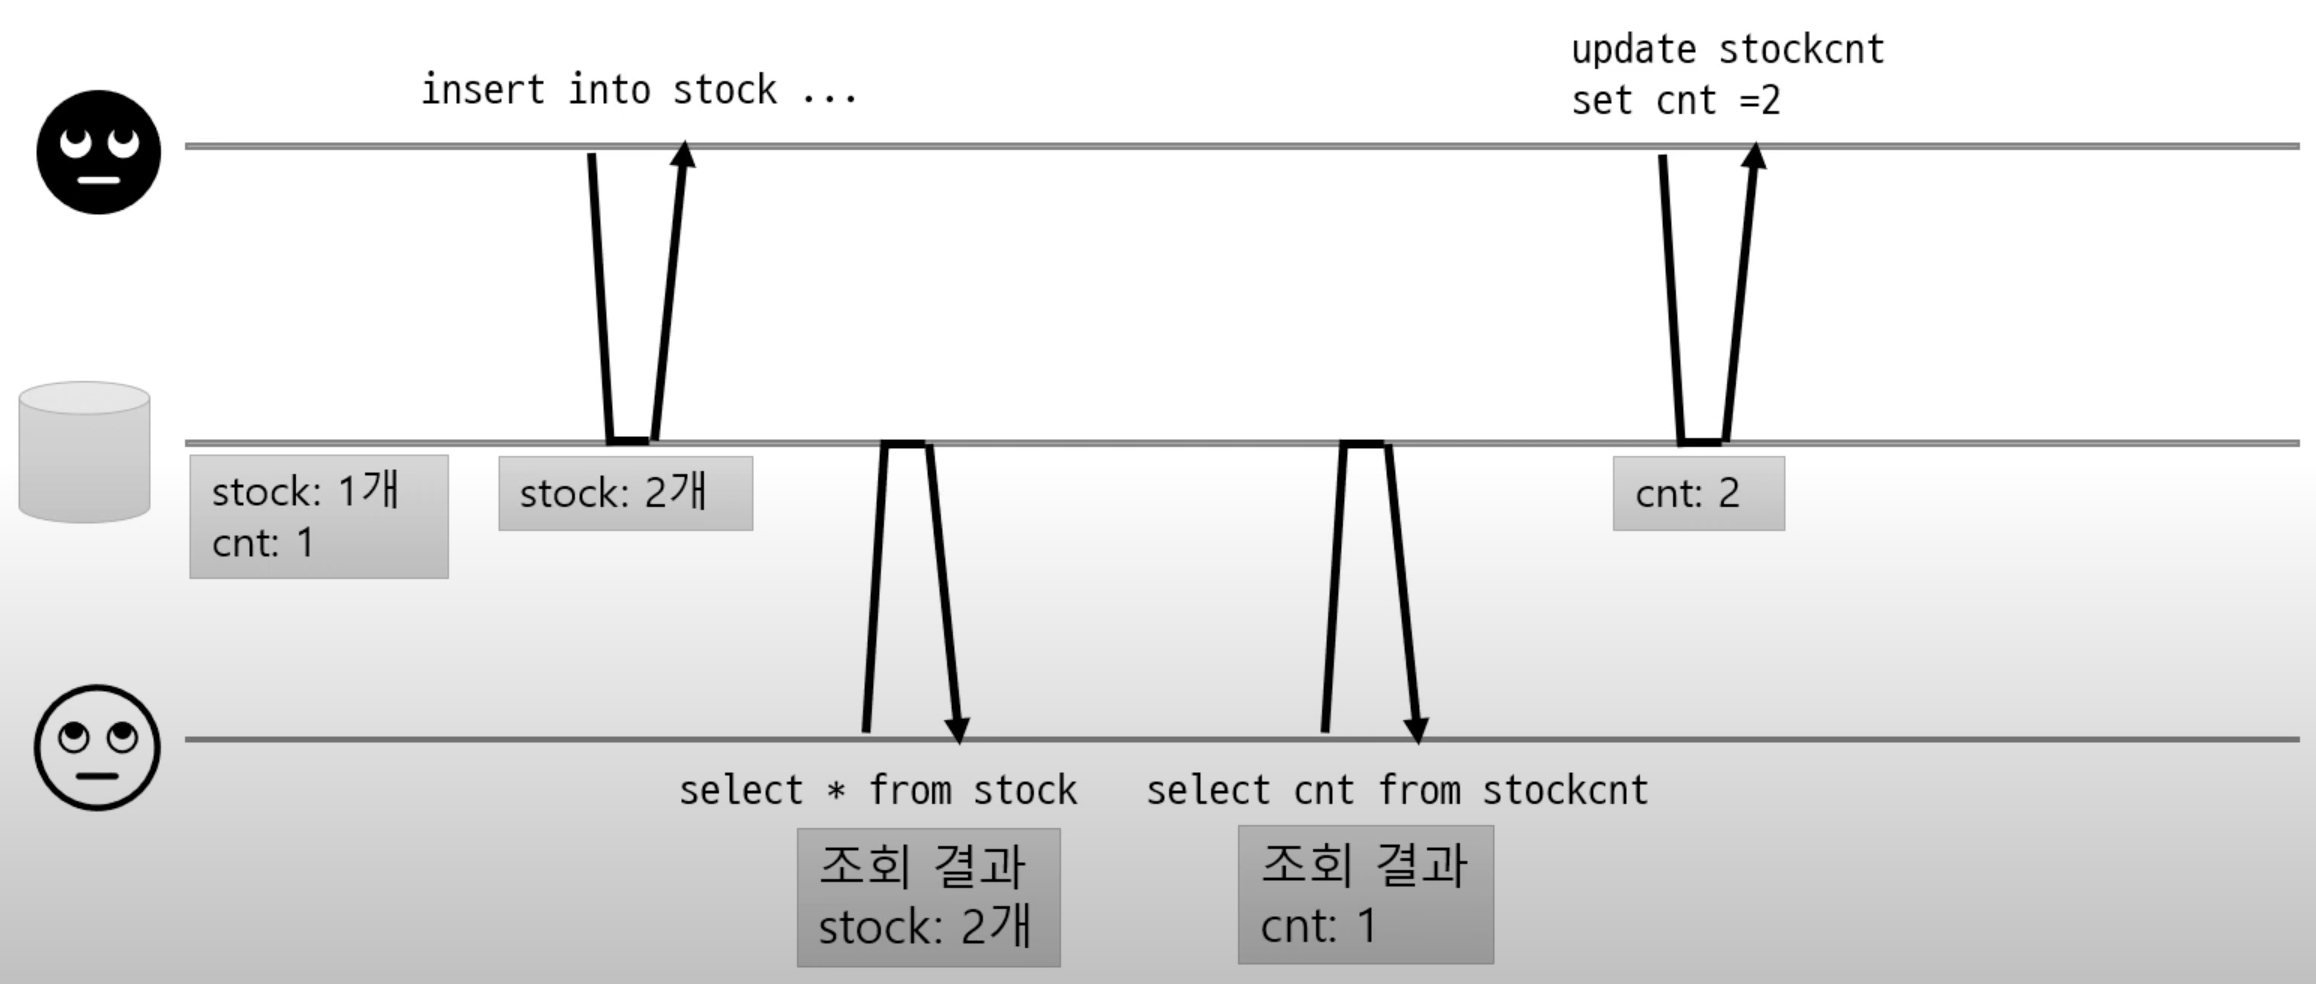 insert into stock ...
update stockcnt
set cnt =2
stock: 1개
cnt: 1
stock: 2개
cnt: 2
select * from stock
select cnt from stockcnt
조회 결과
stock: 2개
조회 결과
cnt: 1